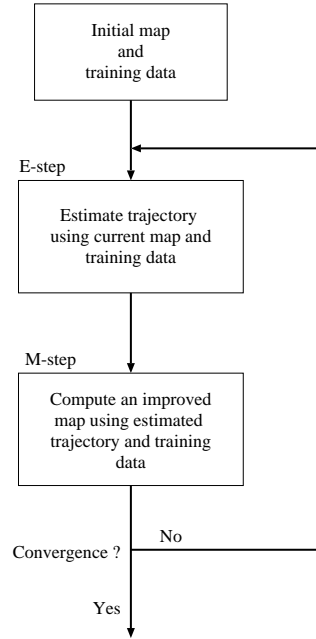 Initial map
and
training data
E-step
Estimate trajectory
using current map and
training data
M-step
Compute an improved
map using estimated
trajectory and training
data
No
Convergence ?
Yes